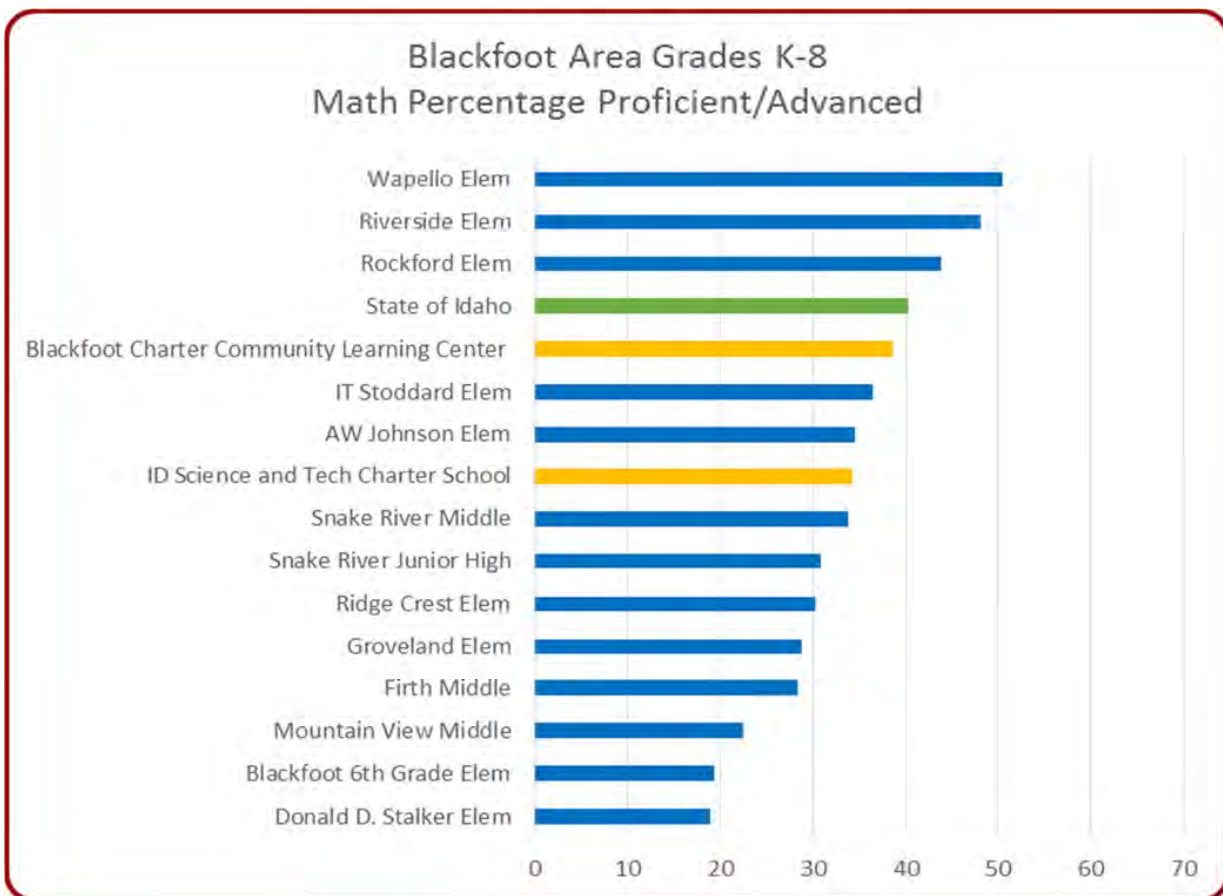 Blackfoot Area Grades K-8
Math Percentage Proficient/Advanced
Wapello Elem
Riverside Elem
Rockford Elem
State of Idaho
Blackfoot Charter Community Learning Center
IT Stoddard Elem
AW Johnson Elem
ID Science and Tech Charter School
Snake River Middle
Snake River Junior High
Ridge Crest Elem
Groveland Elem
Firth Middle
Mountain View Middle
Blackfoot 6th Grade Elem
Donald D. Stalker Elem
0 10 20 30 40 50 60 70